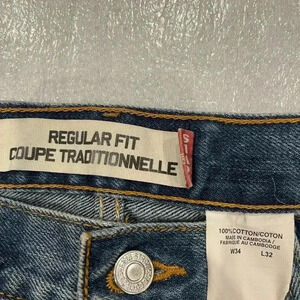 REGULAR FIT
COUPE TRADITIONNELLE
100%COTTON/COTON
MADE IN CAMBODIA /
FABRIQUÉ AU CAMBODGE
W34 L32